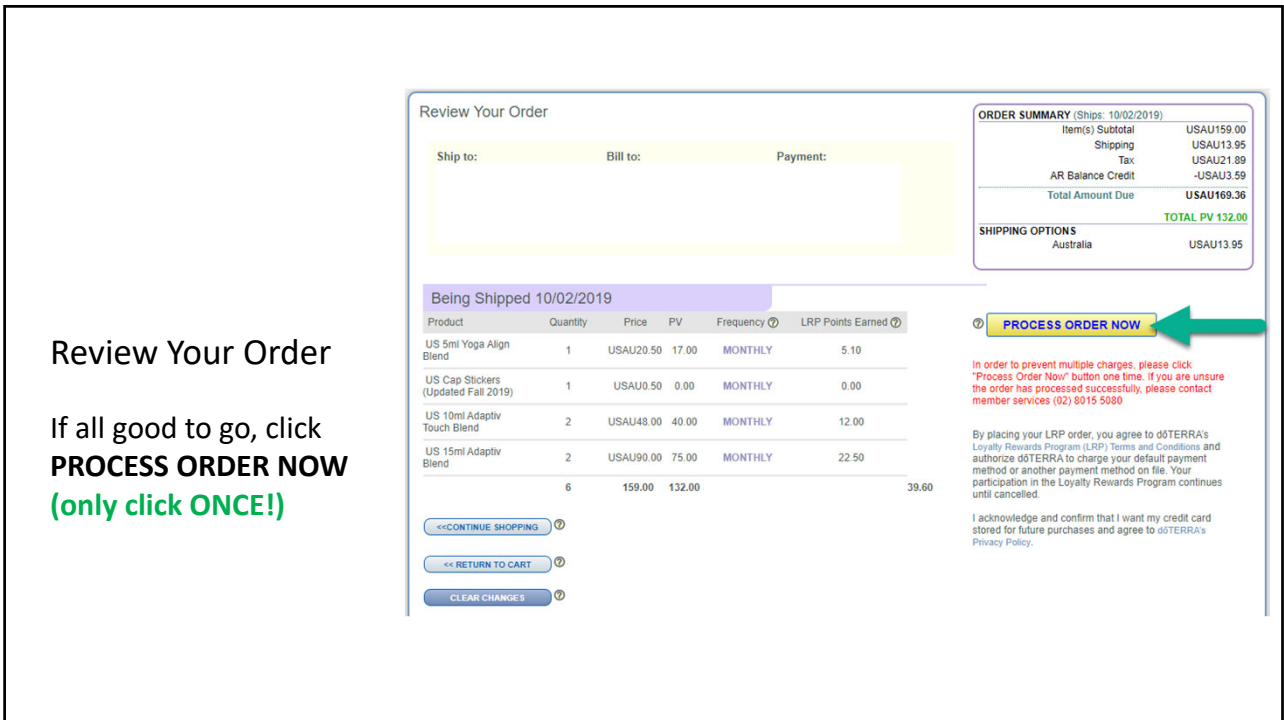 Review Your Order
If all good to go, click
PROCESS ORDER NOW
(only click ONCE!)
Review Your Order
Ship to: Bill to: Payment:
ORDER SUMMARY (Ships: 10/02/2019)
Item(s) Subtotal USAU159.00
Shipping USAU13.95
Tax USAU21.89
AR Balance Credit -USAU3.59
Total Amount Due USAU169.36
TOTAL PV 132.00
SHIPPING OPTIONS
Australia USAU13.95
Being Shipped 10/02/2019
Product Quantity Price PV Frequency ? LRP Points Earned ?
US 5ml Yoga Align
Blend 1 USAU20.50 17.00 MONTHLY 5.10
US Cap Stickers
(Updated Fall 2019) 1 USAU0.50 0.00 MONTHLY 0.00
US 10ml Adaptiv
Touch Blend 2 USAU48.00 40.00 MONTHLY 12.00
US 15ml Adaptiv
Blend 2 USAU90.00 75.00 MONTHLY 22.50
6 159.00 132.00 39.60
<<CONTINUE SHOPPING ?
<< RETURN TO CART ?
CLEAR CHANGES ?
? PROCESS ORDER NOW
In order to prevent multiple charges, please click
"Process Order Now" button one time. If you are unsure
the order has processed successfully, please contact
member services (02) 8015 5080
By placing your LRP order, you agree to dōTERRA's
Loyalty Rewards Program (LRP) Terms and Conditions and
authorize dōTERRA to charge your default payment
method or another payment method on file. Your
participation in the Loyalty Rewards Program continues
until cancelled.
I acknowledge and confirm that I want my credit card
stored for future purchases and agree to dōTERRA's
Privacy Policy.